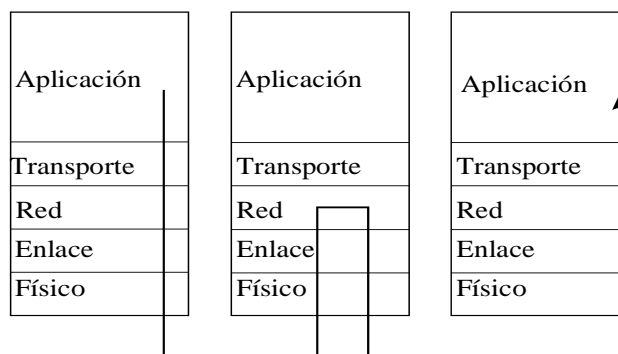 Aplicación
Transporte
Red
Enlace
Físico
Aplicación
Transporte
Red
Enlace
Físico
Aplicación
Transporte
Red
Enlace
Físico